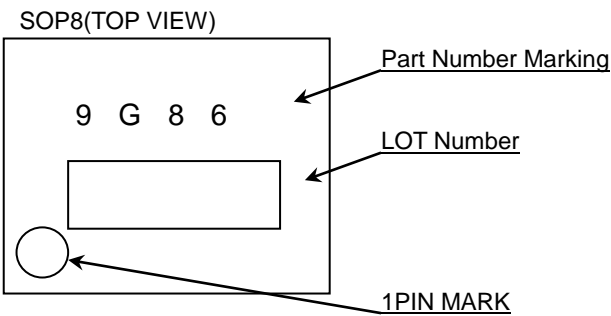 SOP8(TOP VIEW)
Part Number Marking
9 G 8 6
LOT Number
1PIN MARK